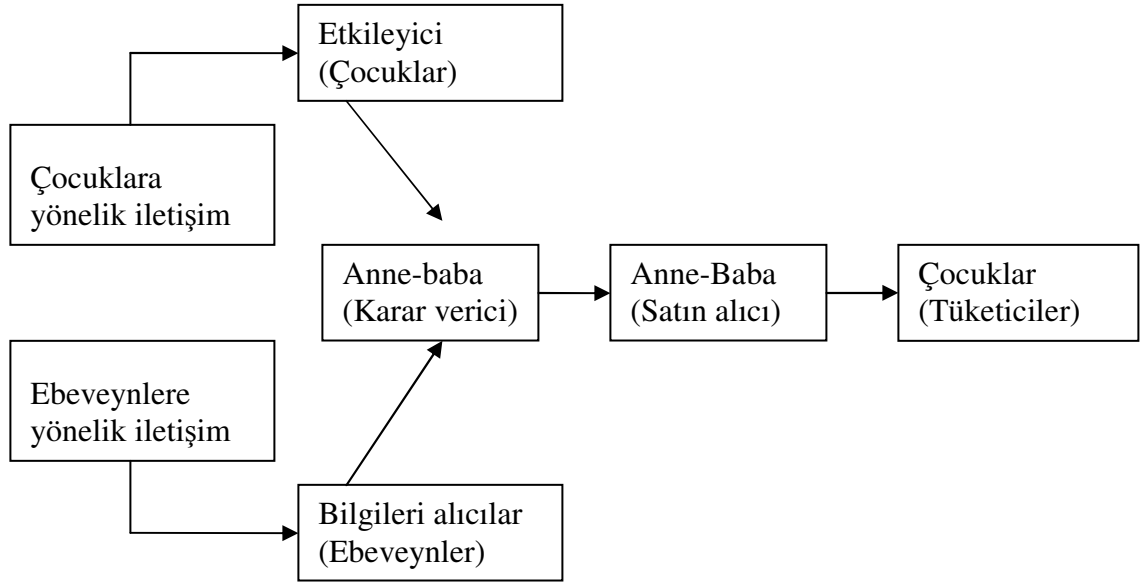 Etkileyici
(Çocuklar)
Çocuklara
yönelik iletişim
Anne-baba
(Karar verici)
Anne-Baba
(Satın alıcı)
Çocuklar
(Tüketiciler)
Ebeveynlere
yönelik iletişim
Bilgileri alıcılar
(Ebeveynler)